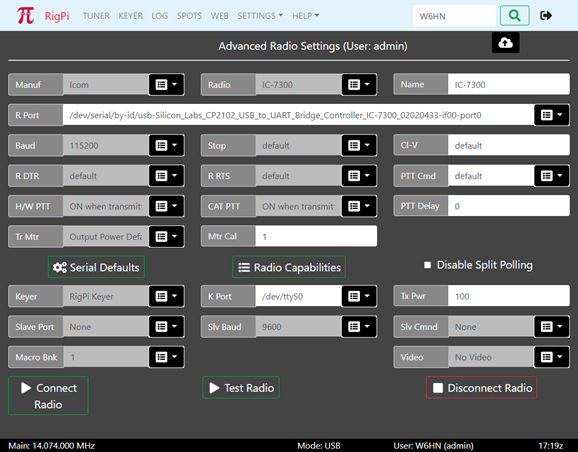 RigPi TUNER KEYER LOG SPOTS WEB SETTINGS HELP W6HN
Advanced Radio Settings (User: admin)
Manuf Icom Radio IC-7300 Name IC-7300
R Port /dev/serial/by-id/usb-Silicon_Labs_CP2102_USB_to_UART_Bridge_Controller_IC-7300_02020433-if00-port0
Baud 115200 Stop default CI-V default
R DTR default R RTS default PTT Cmd default
H/W PTT ON when transmit CAT PTT ON when transmit PTT Delay 0
Tr Mtr Output Power Defa Mtr Cal 1
Serial Defaults Radio Capabilities Disable Split Polling
Keyer RigPi Keyer K Port /dev/ttyS0 Tx Pwr 100
Slave Port None Slv Baud 9600 Slv Cmnd None
Macro Bnk 1 Video No Video
Connect Radio Test Radio Disconnect Radio
Main: 14.074.000 MHz Mode: USB User: W6HN (admin) 17:19z